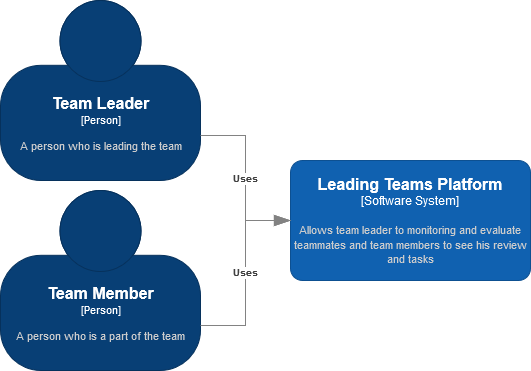 Team Leader
[Person]
A person who is leading the team
Uses
Leading Teams Platform
[Software System]
Allows team leader to monitoring and evaluate
teammates and team members to see his review
and tasks
Uses
Team Member
[Person]
A person who is a part of the team